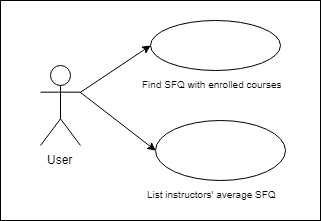 Find SFQ with enrolled courses
User
List instructors' average SFQ